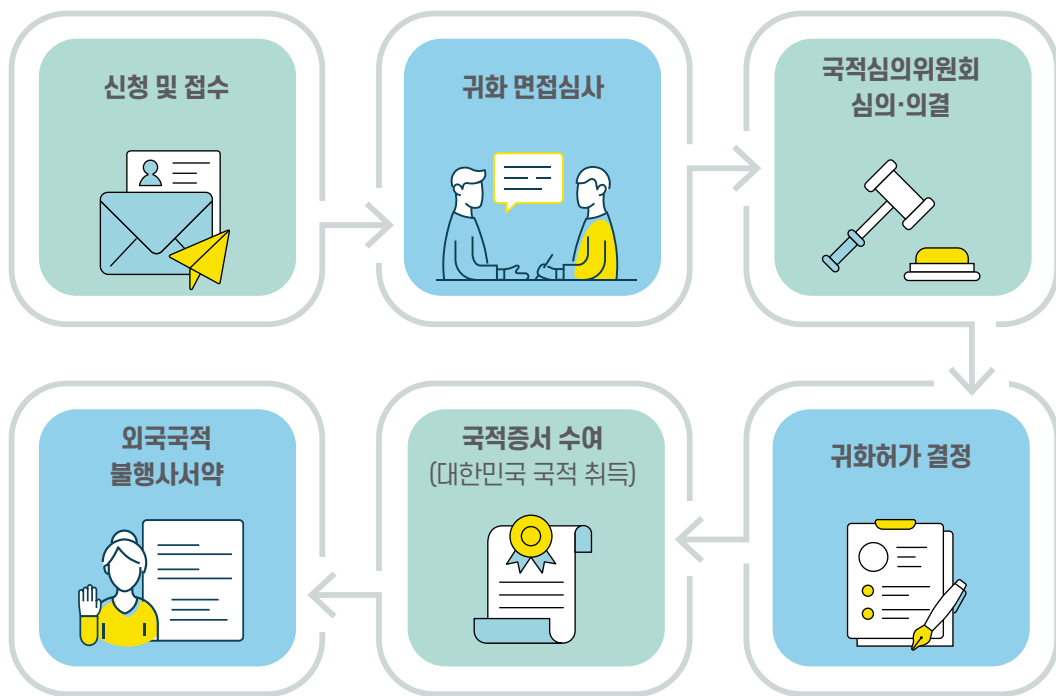 신청 및 접수
귀화 면접심사
국적심의위원회
심의·의결
귀화허가 결정
국적증서 수여
(대한민국 국적 취득)
외국국적
불행사서약